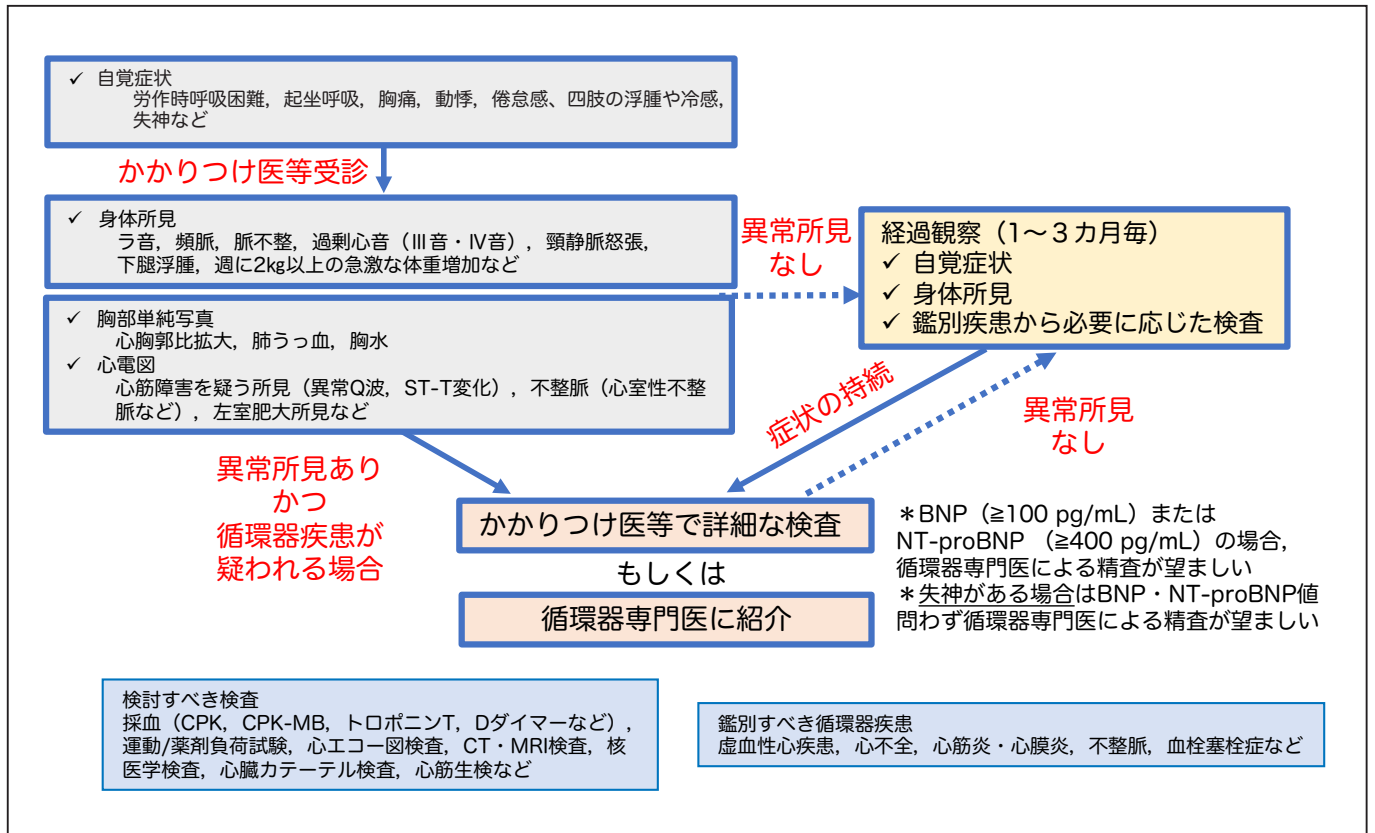 ✓ 自覚症状
労作時呼吸困難，起坐呼吸，胸痛，動悸，倦怠感、四肢の浮腫や冷感，
失神など
かかりつけ医等受診
✓ 身体所見
ラ音，頻脈，脈不整，過剰心音（Ⅲ音・Ⅳ音），頸静脈怒張，
下腿浮腫，週に2kg以上の急激な体重増加など
✓ 胸部単純写真
心胸郭比拡大，肺うっ血，胸水
✓ 心電図
心筋障害を疑う所見（異常Q波，ST-T変化），不整脈（心室性不整
脈など），左室肥大所見など
異常所見
なし
経過観察（1〜３カ月毎）
✓ 自覚症状
✓ 身体所見
✓ 鑑別疾患から必要に応じた検査
症状の持続
異常所見
なし
異常所見あり
かつ
循環器疾患が
疑われる場合
かかりつけ医等で詳細な検査
もしくは
循環器専門医に紹介
＊BNP（≧100 pg/mL）または
NT-proBNP （≧400 pg/mL）の場合，
循環器専門医による精査が望ましい
＊失神がある場合はBNP・NT-proBNP値
問わず循環器専門医による精査が望ましい
検討すべき検査
採血（CPK，CPK-MB，トロポニンT，Dダイマーなど），
運動/薬剤負荷試験，心エコー図検査，CT・MRI検査，核
医学検査，心臓カテーテル検査，心筋生検など
鑑別すべき循環器疾患
虚血性心疾患，心不全，心筋炎・心膜炎，不整脈，血栓塞栓症など